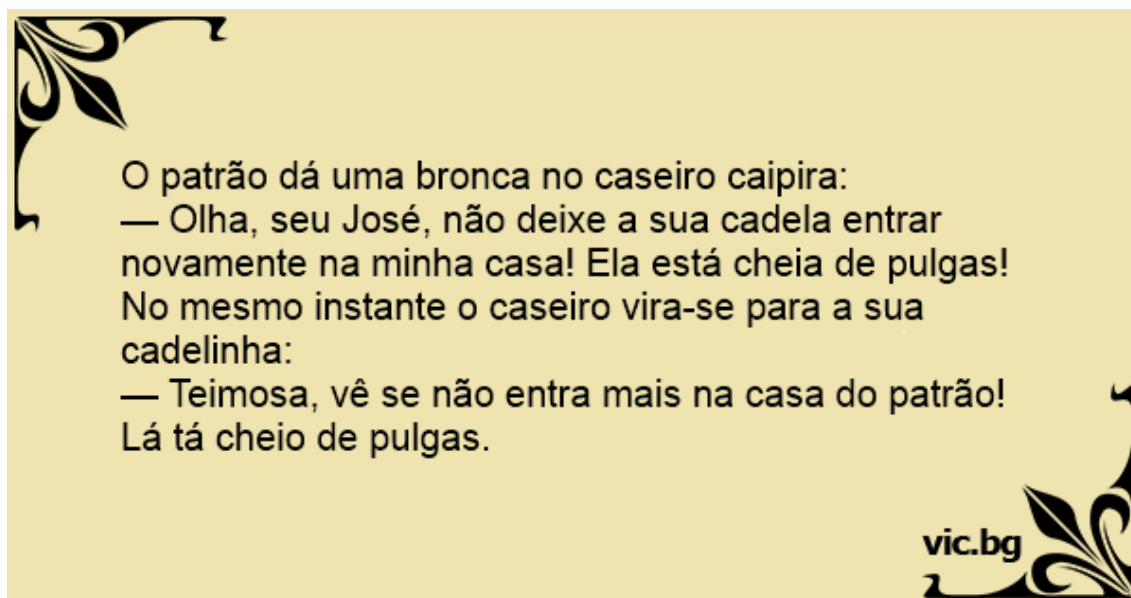 O patrão dá uma bronca no caseiro caipira:
— Olha, seu José, não deixe a sua cadela entrar
novamente na minha casa! Ela está cheia de pulgas!
No mesmo instante o caseiro vira-se para a sua
cadelinha:
— Teimosa, vê se não entra mais na casa do patrão!
Lá tá cheio de pulgas.
vic.bg